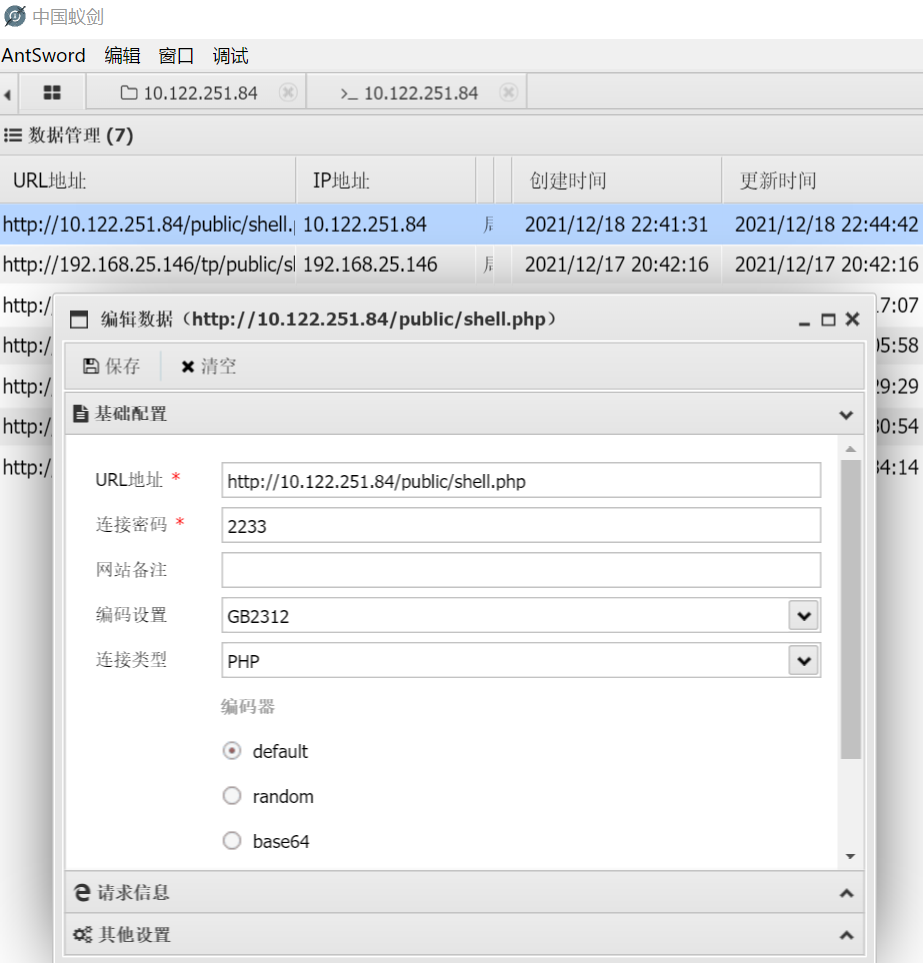 中国蚁剑
AntSword 编辑 窗口 调试
10.122.251.84 >_ 10.122.251.84
数据管理 (7)
URL地址 IP地址 创建时间 更新时间
http://10.122.251.84/public/shell. 10.122.251.84 2021/12/18 22:41:31 2021/12/18 22:44:42
http://192.168.25.146/tp/public/s 192.168.25.146 2021/12/17 20:42:16 2021/12/17 20:42:16
http:/ 7:07
http:/ 5:58
http:/ 9:29
http:/ 0:54
http:/ 4:14
编辑数据（http://10.122.251.84/public/shell.php）
保存 清空
基础配置
URL地址 * http://10.122.251.84/public/shell.php
连接密码 * 2233
网站备注
编码设置 GB2312
连接类型 PHP
编码器
default
random
base64
请求信息
其他设置